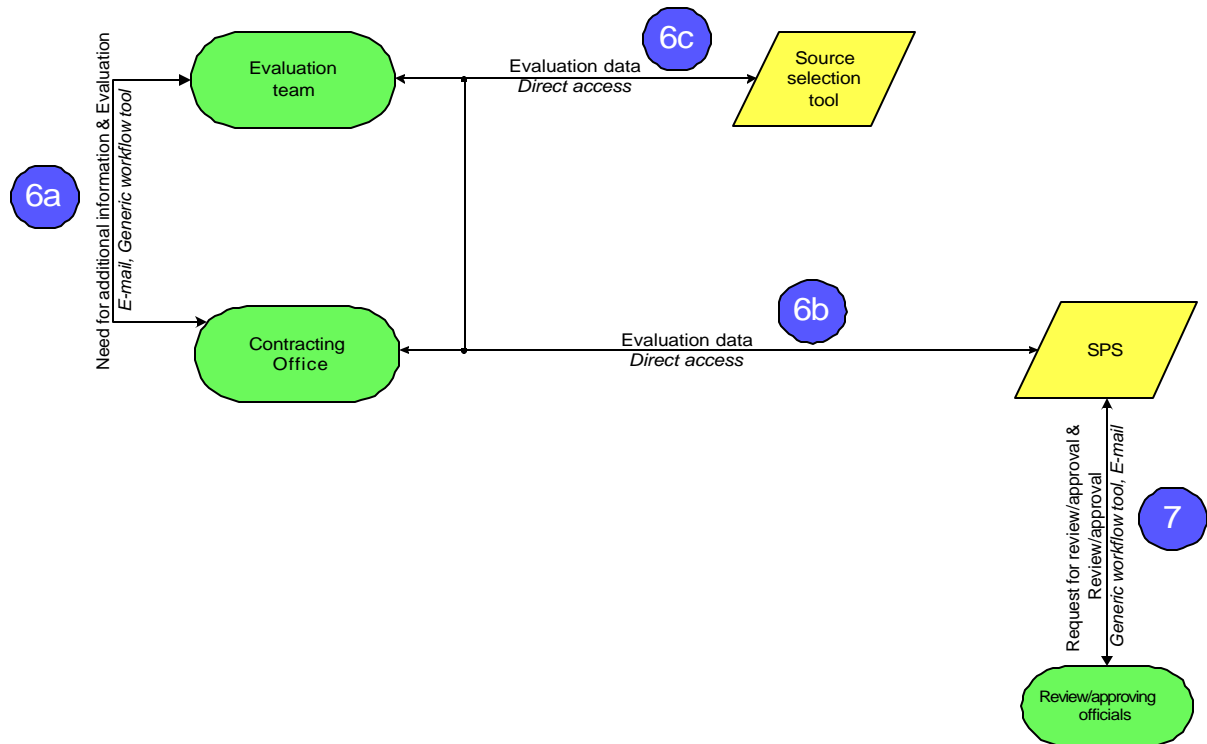 6c
Evaluation
team
Evaluation data
Direct access
Source
selection
tool
6a
Need for additional information & Evaluation
E-mail, Generic workflow tool
6b
Contracting
Office
Evaluation data
Direct access
SPS
Request for review/approval &
Review/approval
Generic workflow tool, E-mail
7
Review/approving
officials